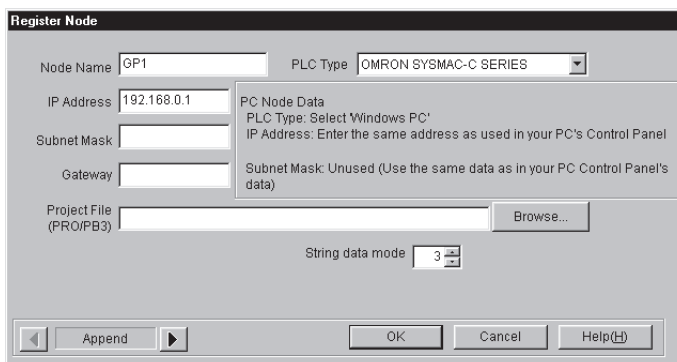 Register Node
Node Name GP1 PLC Type OMRON SYSMAC-C SERIES
IP Address 192.168.0.1
Subnet Mask
Gateway
PC Node Data
PLC Type: Select 'Windows PC'
IP Address: Enter the same address as used in your PC's Control Panel
Subnet Mask: Unused (Use the same data as in your PC Control Panel's
data)
Project File
(PRO/PB3)
Browse...
String data mode 3
Append OK Cancel Help(H)